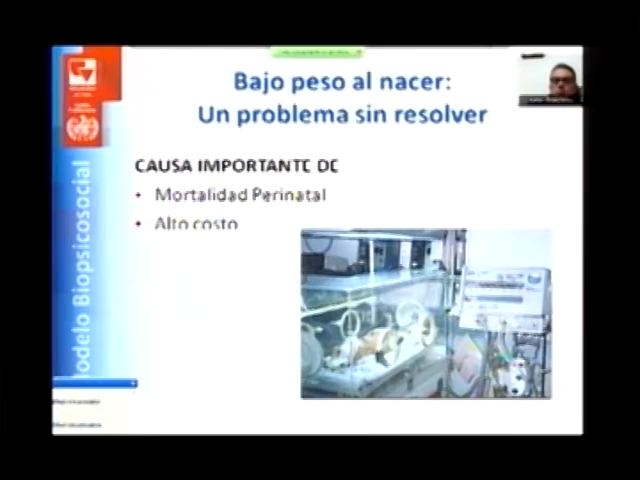 Bajo peso al nacer:
Un problema sin resolver
CAUSA IMPORTANTE DE
• Mortalidad Perinatal
• Alto costo
odelo Biopsicosocial